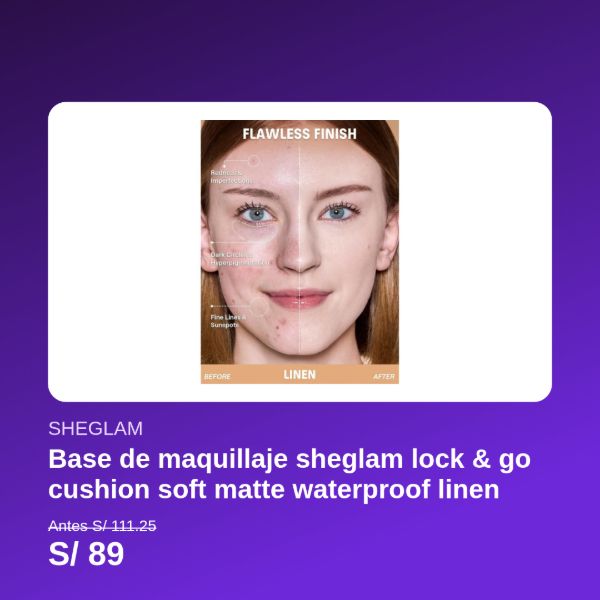 FLAWLESS FINISH
Redness &
Imperfections
Dark Circles &
Hyperpigmentation
Fine Lines &
Sunspots
BEFORE
LINEN
AFTER
SHEGLAM
Base de maquillaje sheglam lock & go
cushion soft matte waterproof linen
Antes S/ 111.25
S/ 89